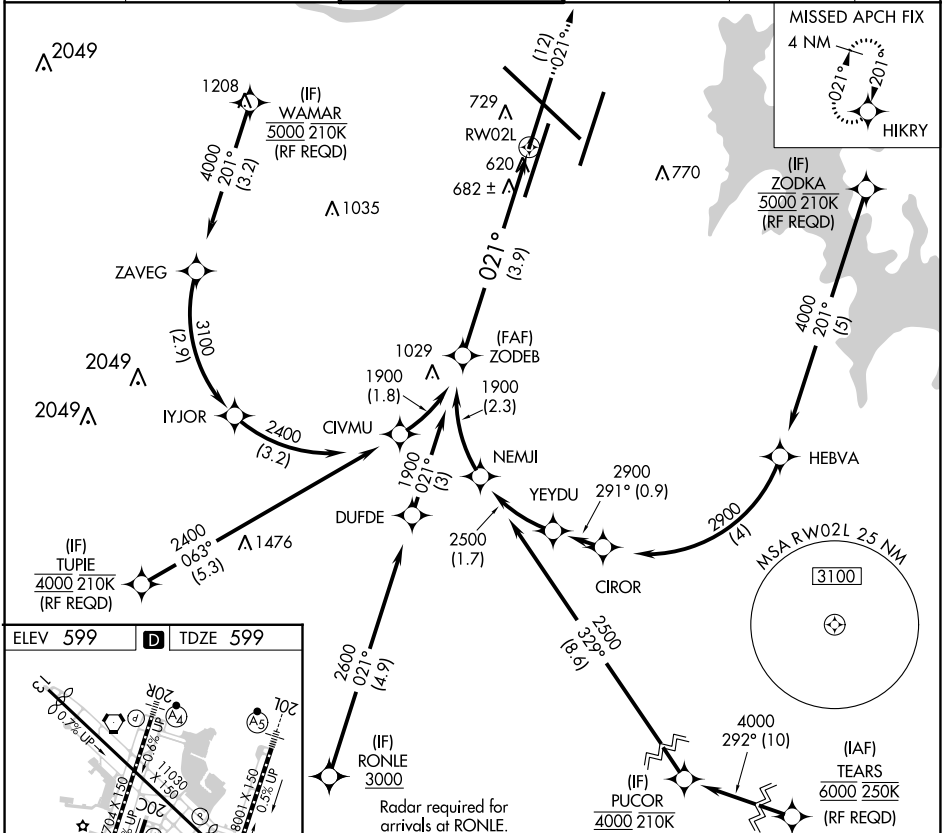 2049
1208
(IF)
WAMAR
5000 210K
(RF REQD)
4000
201°
(3.2)
1035
(12)
021°
729
RW02L
620
682 ±
770
MISSED APCH FIX
4 NM
021°
201°
HIKRY
(IF)
ZODKA
5000 210K
(RF REQD)
ZAVEG
3100
(2.9)
021°
(3.9)
4000
201°
(5)
2049
2049
IYJOR
2400
(3.2)
1029
(FAF)
ZODEB
1900
(1.8)
1900
(2.3)
CIVMU
1900
021°
(3)
NEMJI
HEBVA
DUFDE
YEYDU
2900
291° (0.9)
2500
(1.7)
2900
(4)
CIROR
(IF)
TUPIE
4000 210K
(RF REQD)
2400
063°
(5.3)
1476
MSA RW02L 25 NM
3100
2600
021°
(4.9)
2500
329°
(8.6)
(IF)
RONLE
3000
Radar required for
arrivals at RONLE.
(IF)
PUCOR
4000 210K
4000
292° (10)
(IAF)
TEARS
6000 250K
(RF REQD)
ELEV 599
D
TDZE 599
13
0.7% UP
P
20R
A4
0.6% UP
A5
20L
11030
X 150
20C
704 X 150
% UP
P
8001 X 150
0.5% UP